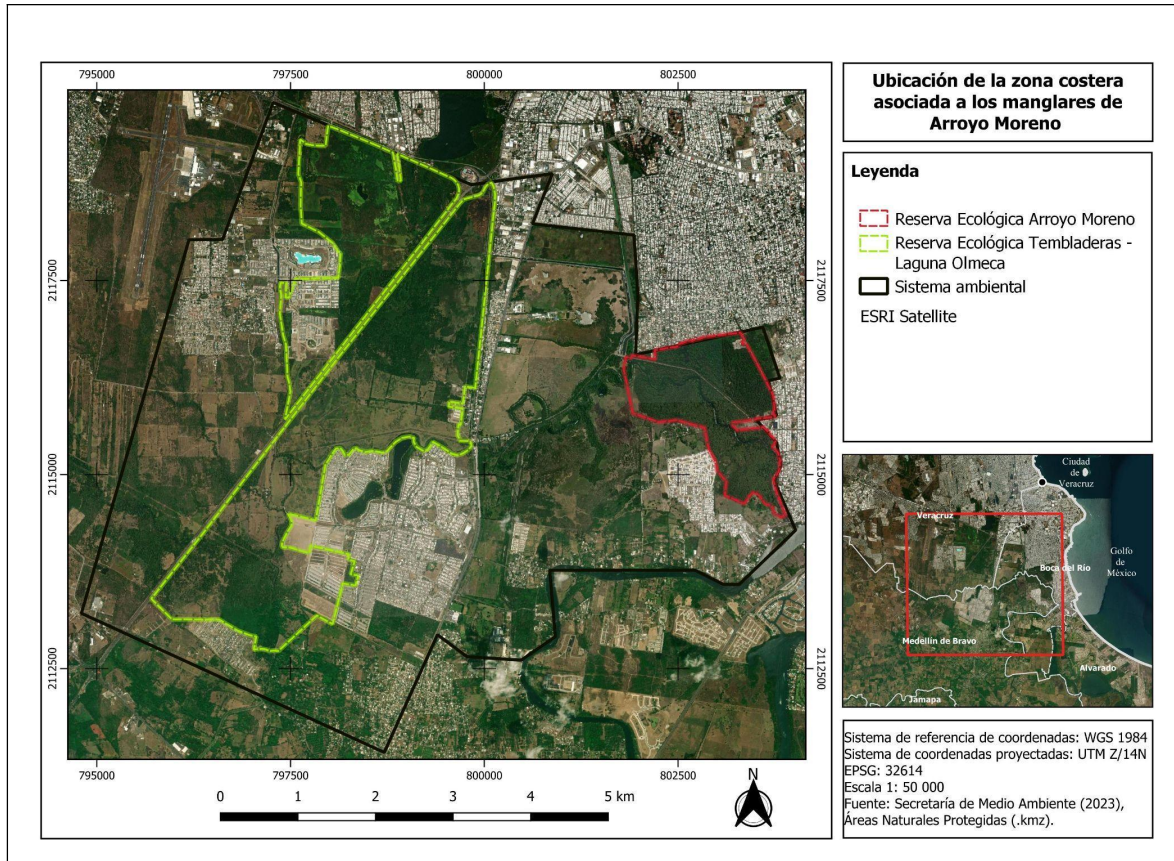 Ubicación de la zona costera
asociada a los manglares de
Arroyo Moreno
795000
797500
800000
802500
2117500
2115000
2112500
2117500
2115000
2112500
795000
797500
800000
802500
0 1 2 3 4 5 km
N
Leyenda
Reserva Ecológica Arroyo Moreno
Reserva Ecológica Tembladeras -
Laguna Olmeca
Sistema ambiental
ESRI Satellite
Ciudad
de
Veracruz
Veracruz
Golfo
de
México
Boca del Río
Medellín de Bravo
Alvarado
Jamapa
Sistema de referencia de coordenadas: WGS 1984
Sistema de coordenadas proyectadas: UTM Z/14N
EPSG: 32614
Escala 1: 50 000
Fuente: Secretaría de Medio Ambiente (2023),
Áreas Naturales Protegidas (.kmz).